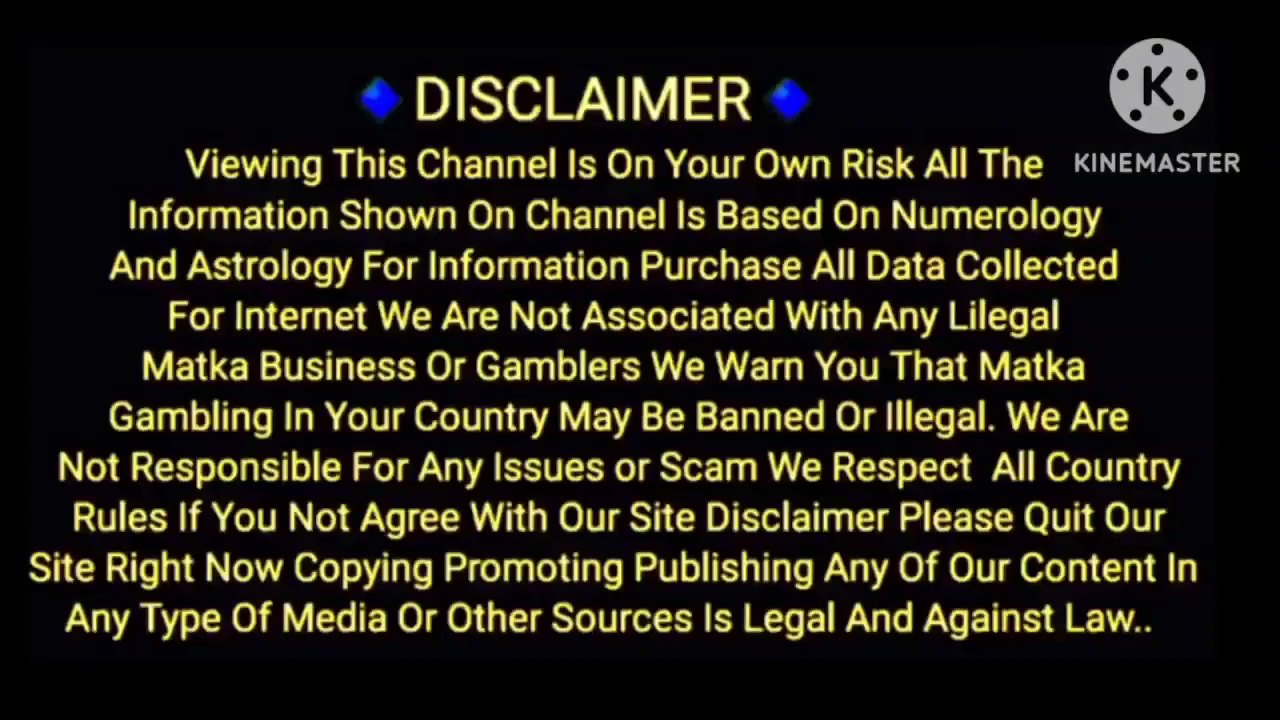 DISCLAIMER
K
KINEMASTER
Viewing This Channel Is On Your Own Risk All The
Information Shown On Channel Is Based On Numerology
And Astrology For Information Purchase All Data Collected
For Internet We Are Not Associated With Any Lilegal
Matka Business Or Gamblers We Warn You That Matka
Gambling In Your Country May Be Banned Or Illegal. We Are
Not Responsible For Any Issues or Scam We Respect  All Country
Rules If You Not Agree With Our Site Disclaimer Please Quit Our
Site Right Now Copying Promoting Publishing Any Of Our Content In
Any Type Of Media Or Other Sources Is Legal And Against Law..